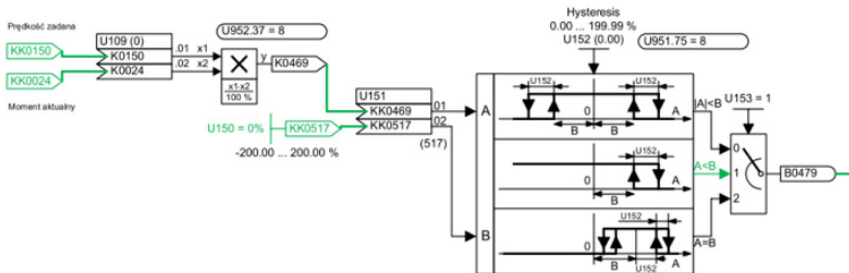 Prędkość zadana
KK0150
KK0024
Moment aktualny
U109 (0)
K0150
K0024
.01 x1
.02 x2
U952.37 = 8
x1·x2
100 %
y
K0469
U150 = 0%
KK0517
-200.00 ... 200.00 %
U151
KK0469
KK0517
.01
.02
(517)
Hysteresis
0.00 ... 199.99 %
U152 (0.00)
U951.75 = 8
A
B
U152
U152
0
B
B
A
U152
0
B
A
U152
0
B
U152
A
|A|<B
A<B
A=B
U153 = 1
0
1
2
B0479